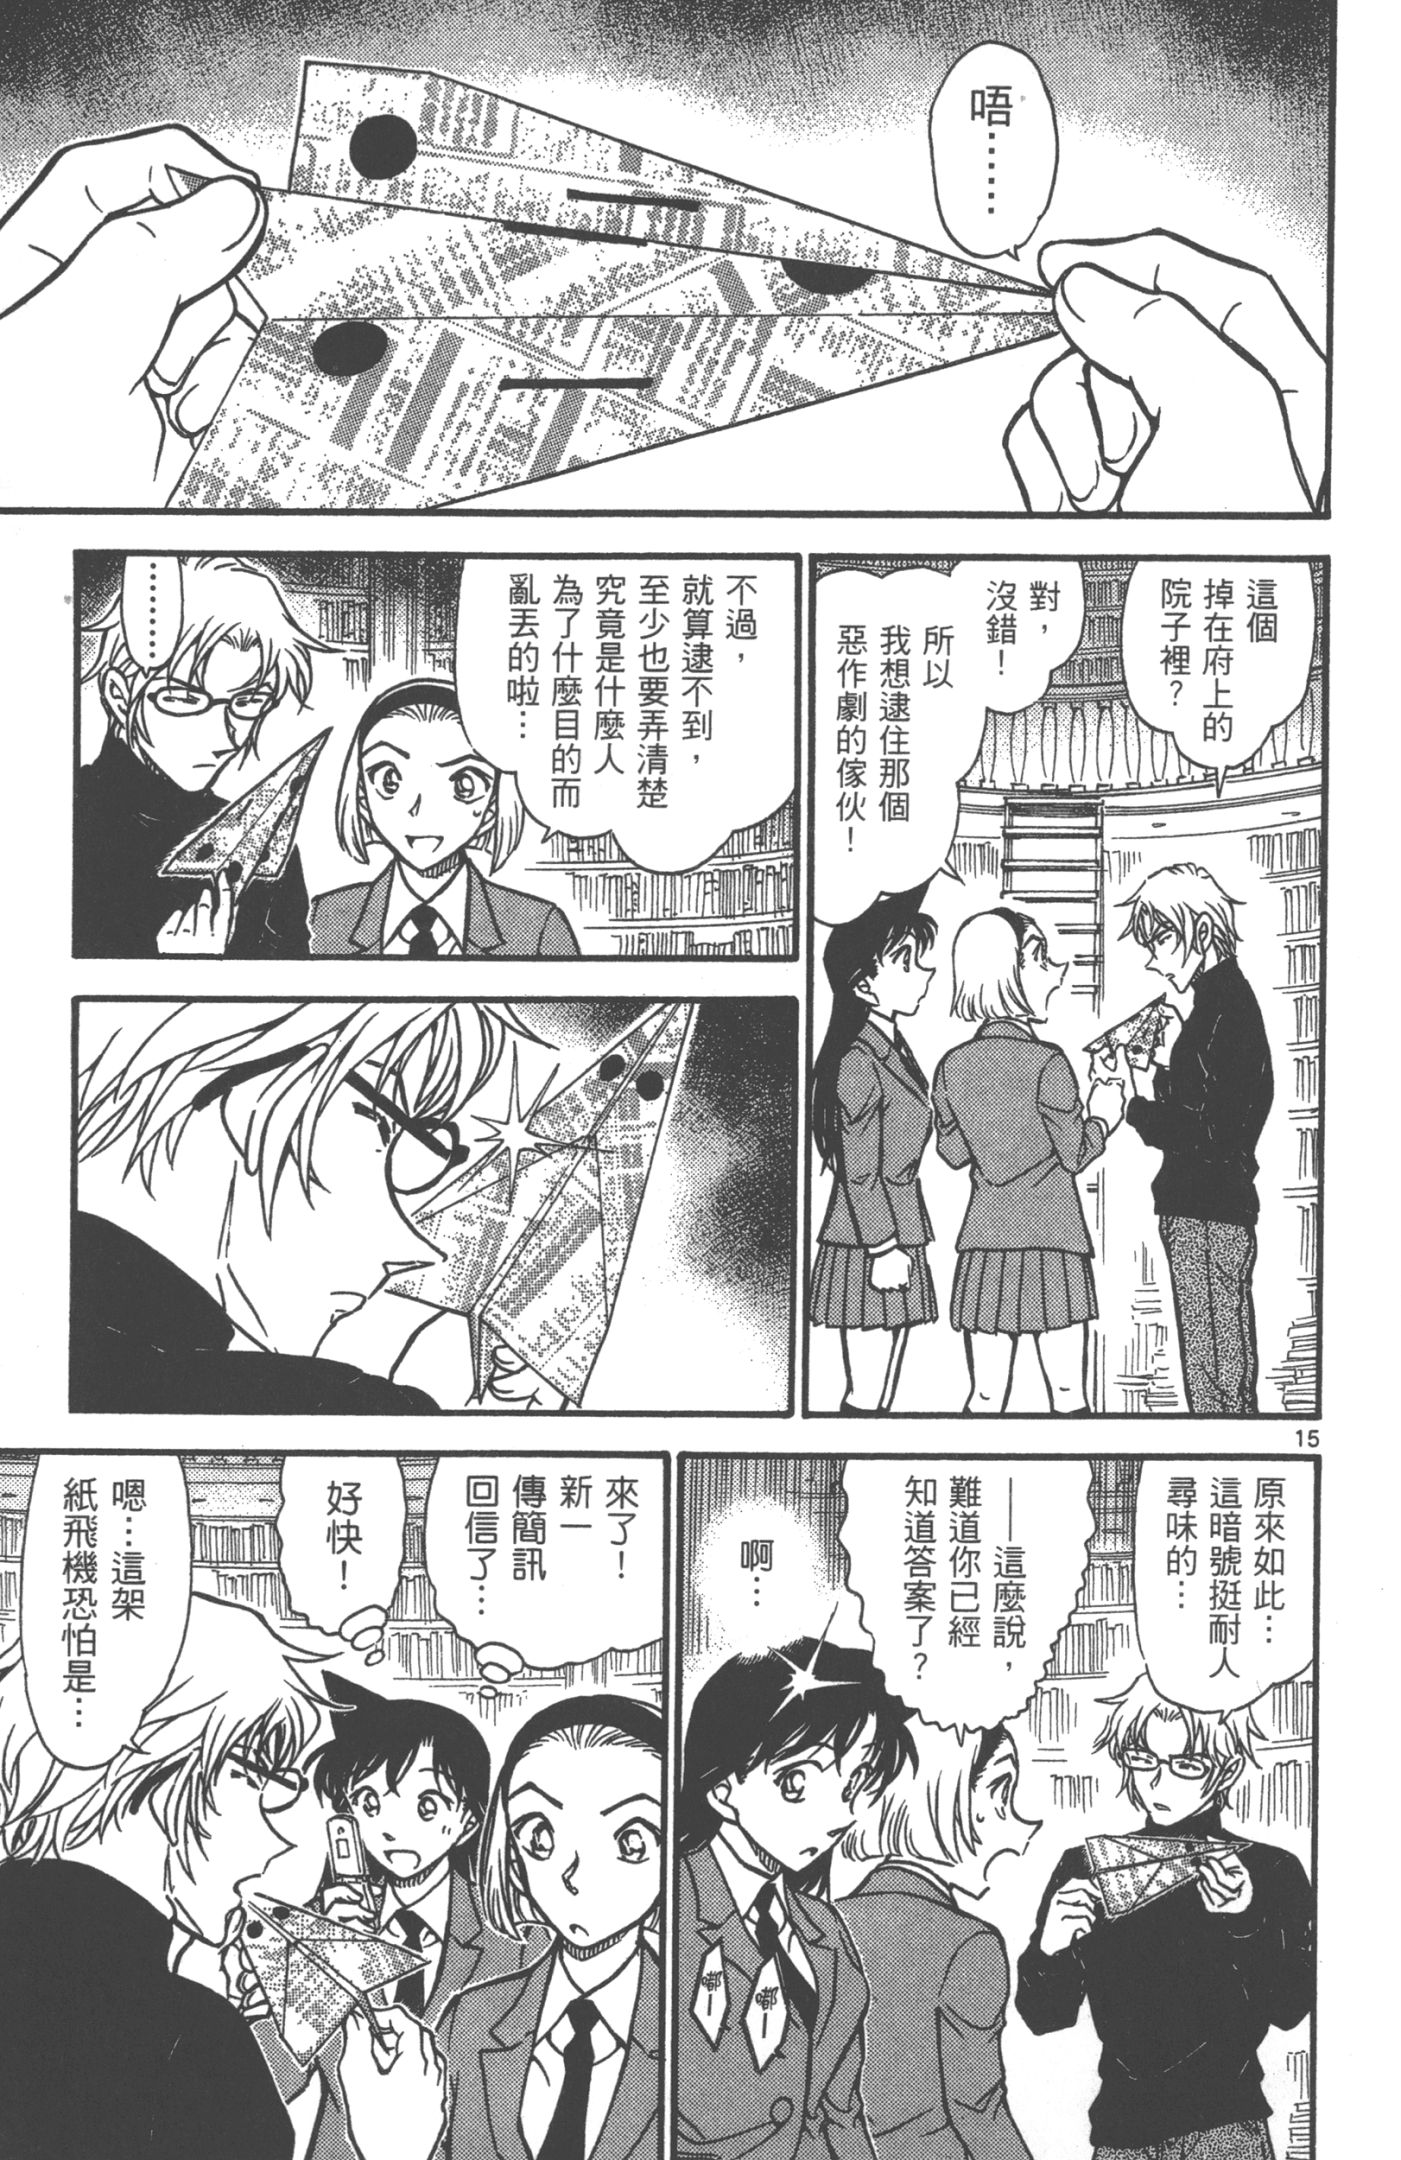 唔……
這個
掉在府上的
院子裡?
對,
沒錯!
所以
我想逮住那個
惡作劇的傢伙!
不過,
就算逮不到,
至少也要弄清楚
究竟是什麼人
為了什麼目的而
亂丟的啦…
………
15
原來如此…
這暗號挺耐人
尋味的…
——這麼說,
難道你已經
知道答案了?
啊…
嘟—
嘟—
來了!
新一
傳簡訊
回信了…
好快!
嗯…這架
紙飛機恐怕是…